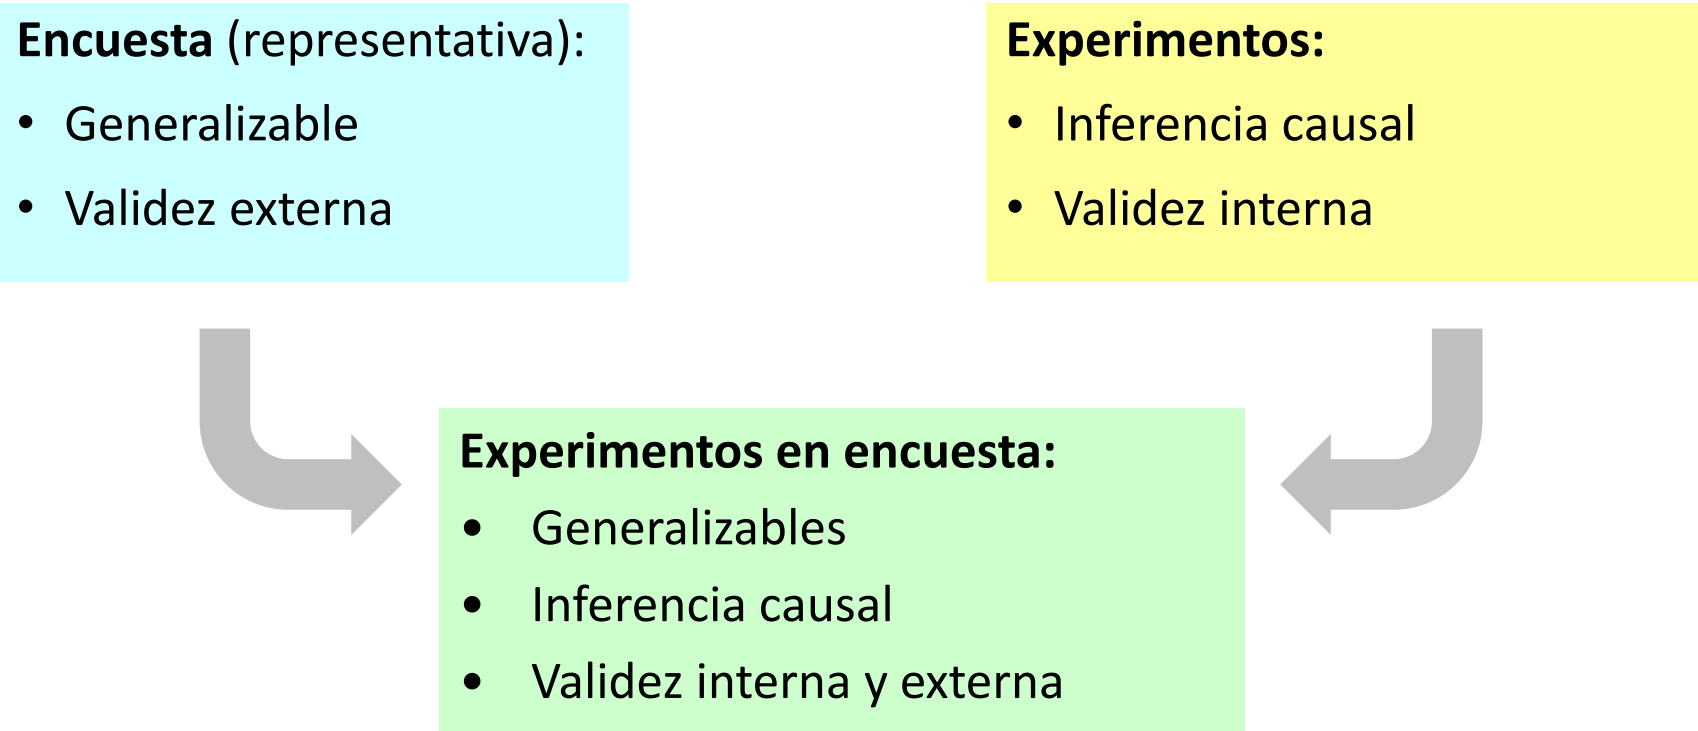 Encuesta (representativa):
• Generalizable
• Validez externa
Experimentos:
• Inferencia causal
• Validez interna
Experimentos en encuesta:
• Generalizables
• Inferencia causal
• Validez interna y externa